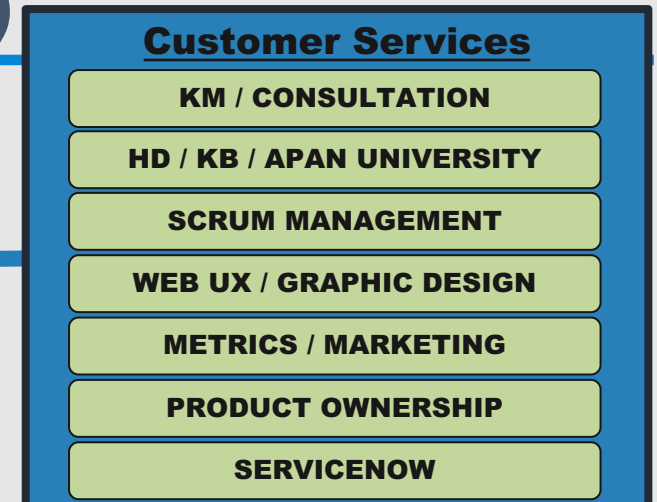 Customer Services
KM / CONSULTATION
HD / KB / APAN UNIVERSITY
SCRUM MANAGEMENT
WEB UX / GRAPHIC DESIGN
METRICS / MARKETING
PRODUCT OWNERSHIP
SERVICENOW